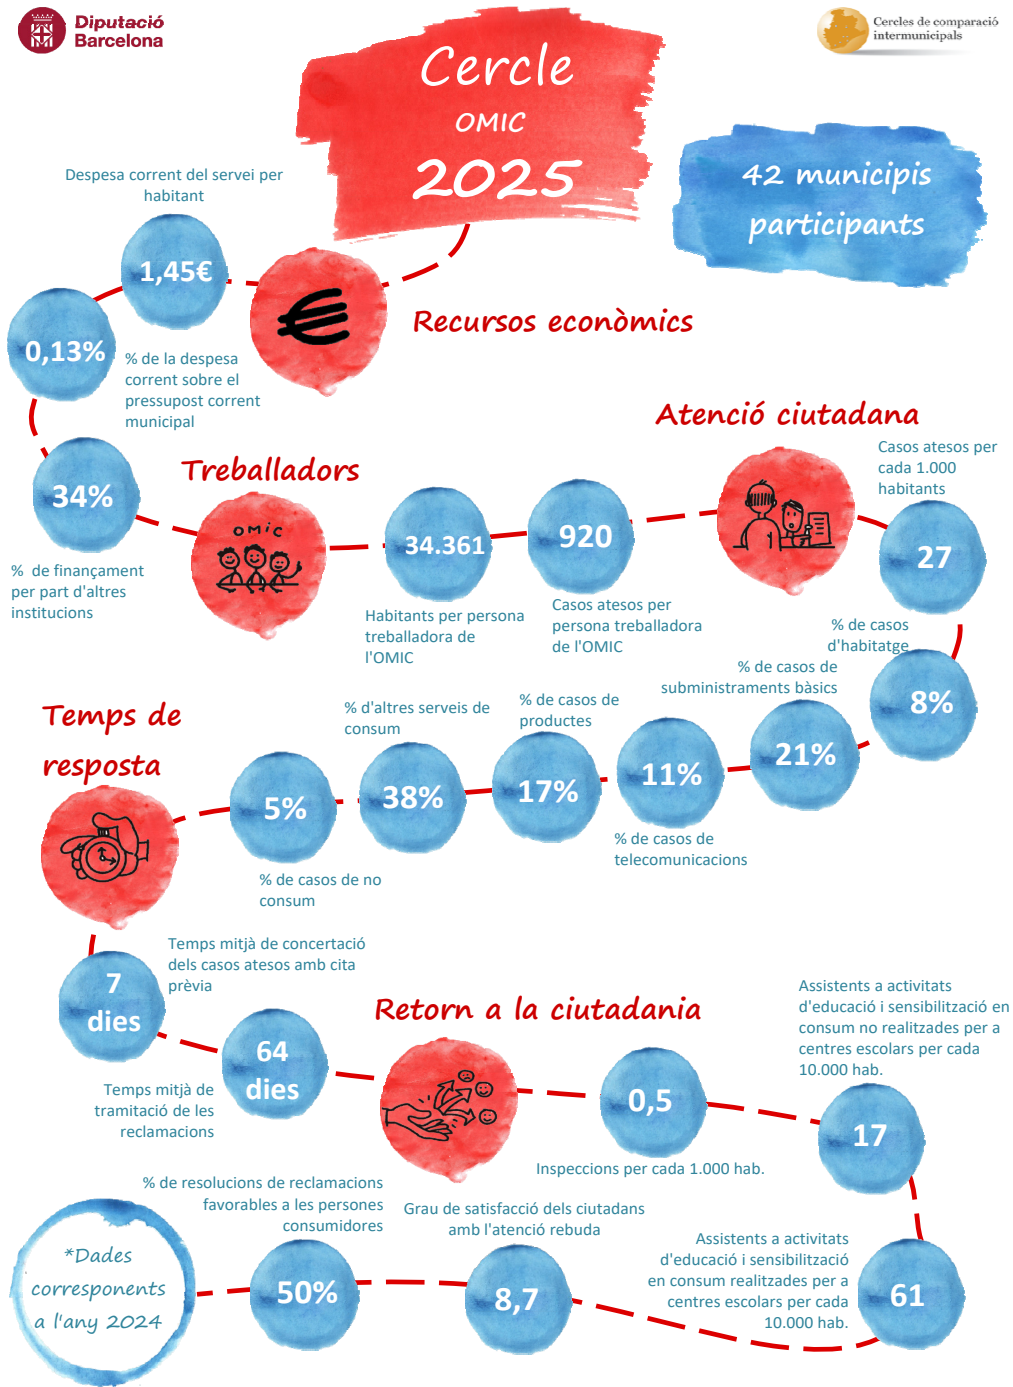 Diputació
Barcelona
Cercles de comparació
intermunicipals
Cercle
OMIC
2025
42 municipis
participants
Despesa corrent del servei per
habitant
1,45€
Recursos econòmics
0,13%
% de la despesa
corrent sobre el
pressupost corrent
municipal
34%
% de finançament
per part d'altres
institucions
Treballadors
OMIC
34.361
Habitants per persona
treballadora de
l'OMIC
920
Casos atesos per
persona treballadora
de l'OMIC
Atenció ciutadana
Casos atesos per
cada 1.000
habitants
27
% de casos
d'habitatge
8%
% de casos de
subministraments bàsics
21%
11%
% de casos de
telecomunicacions
% de casos de
productes
17%
% d'altres serveis de
consum
38%
5%
% de casos de no
consum
Temps de
resposta
7
dies
Temps mitjà de concertació
dels casos atesos amb cita
prèvia
64
dies
Temps mitjà de
tramitació de les
reclamacions
Retorn a la ciutadania
0,5
Inspeccions per cada 1.000 hab.
Assistents a activitats
d'educació i sensibilització en
consum no realitzades per a
centres escolars per cada
10.000 hab.
17
Assistents a activitats
d'educació i sensibilització
en consum realitzades per a
centres escolars per cada
10.000 hab.
61
Grau de satisfacció dels ciutadans
amb l'atenció rebuda
8,7
% de resolucions de reclamacions
favorables a les persones
consumidores
50%
*Dades
corresponents
a l'any 2024